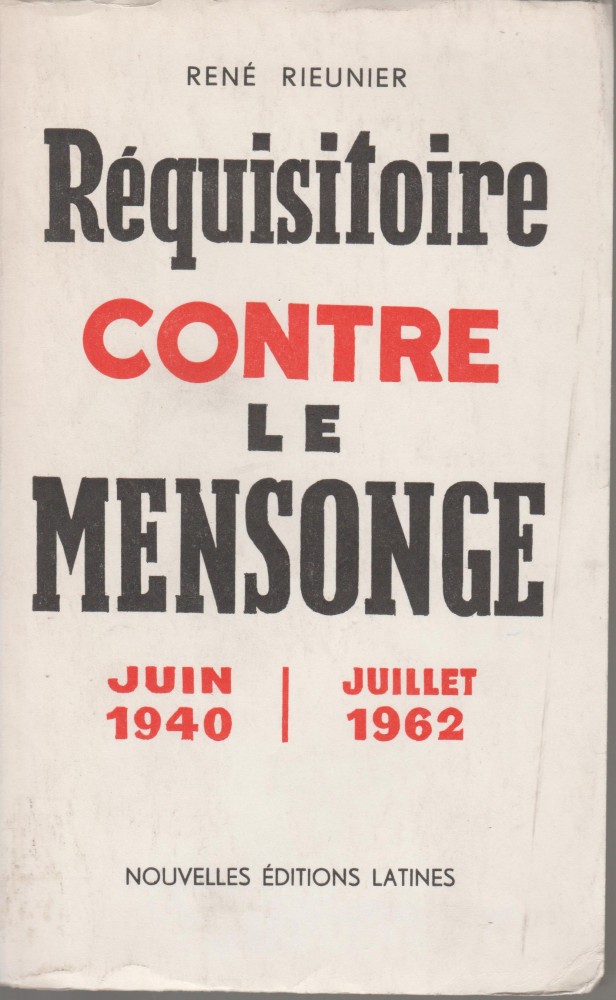 RENÉ RIEUNIER
Réquisitoire
CONTRE
LE
MENSONGE
JUIN | JUILLET
1940 | 1962
NOUVELLES ÉDITIONS LATINES